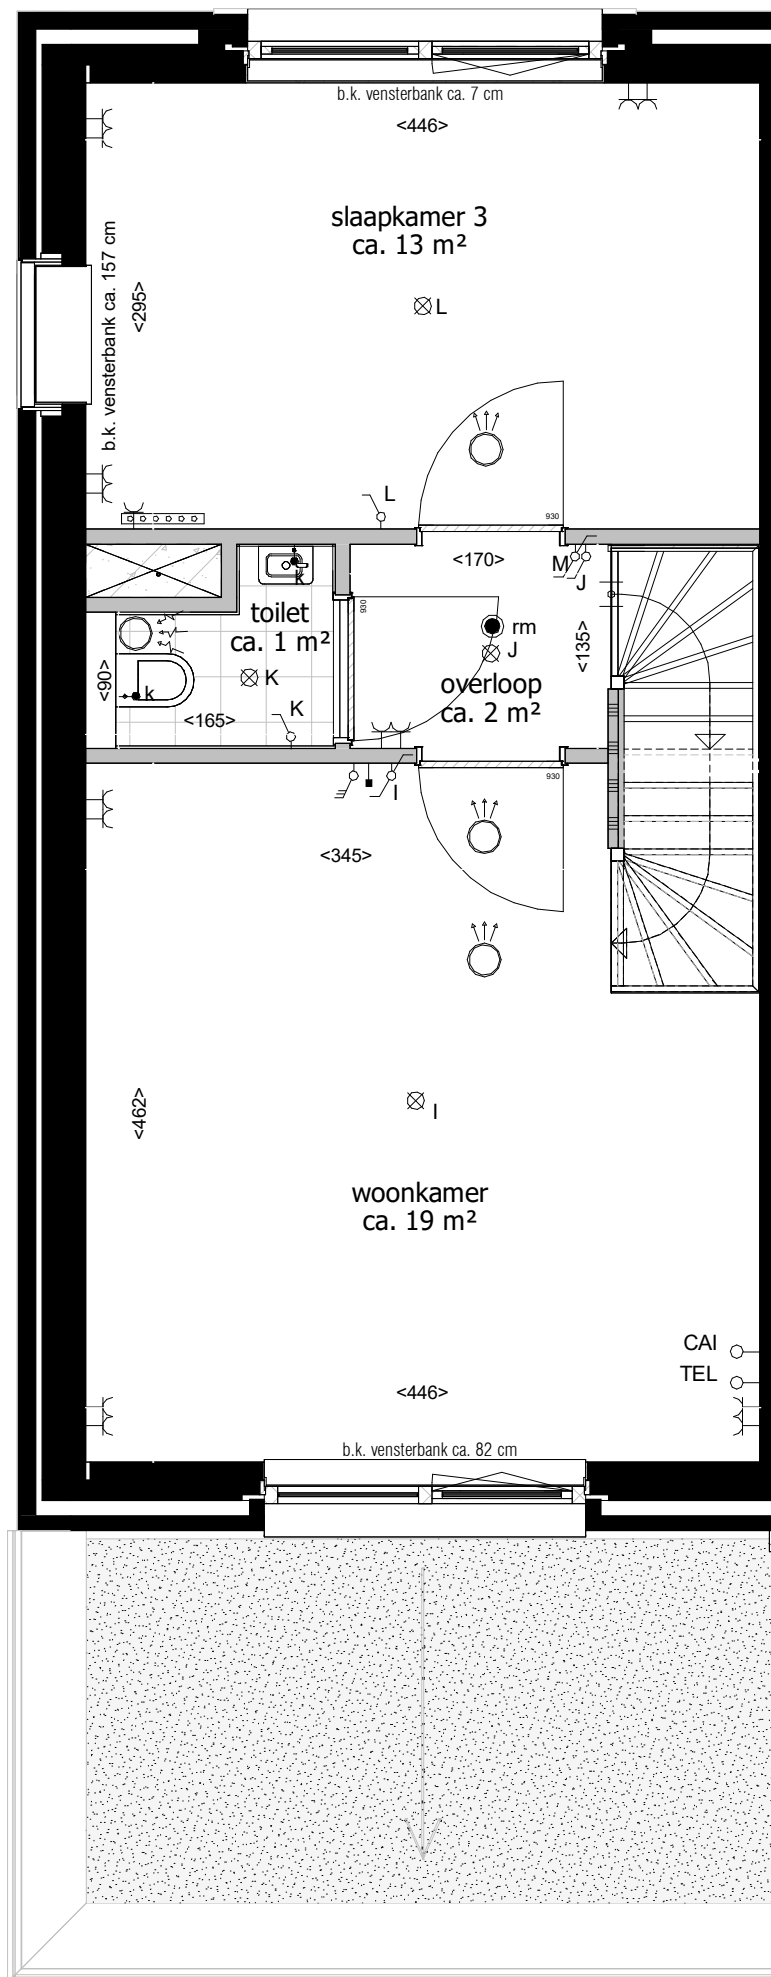 b.k. vensterbank ca. 7 cm
<446>
slaapkamer 3
ca. 13 m²
b.k. vensterbank ca. 157 cm
<295>
L
L
930
<170>
M
J
k
toilet
ca. 1 m²
930
rm
J
<135>
K
overloop
ca. 2 m²
<90>
k
<165>
K
I
930
<345>
<462>
I
woonkamer
ca. 19 m²
CAI
TEL
<446>
b.k. vensterbank ca. 82 cm